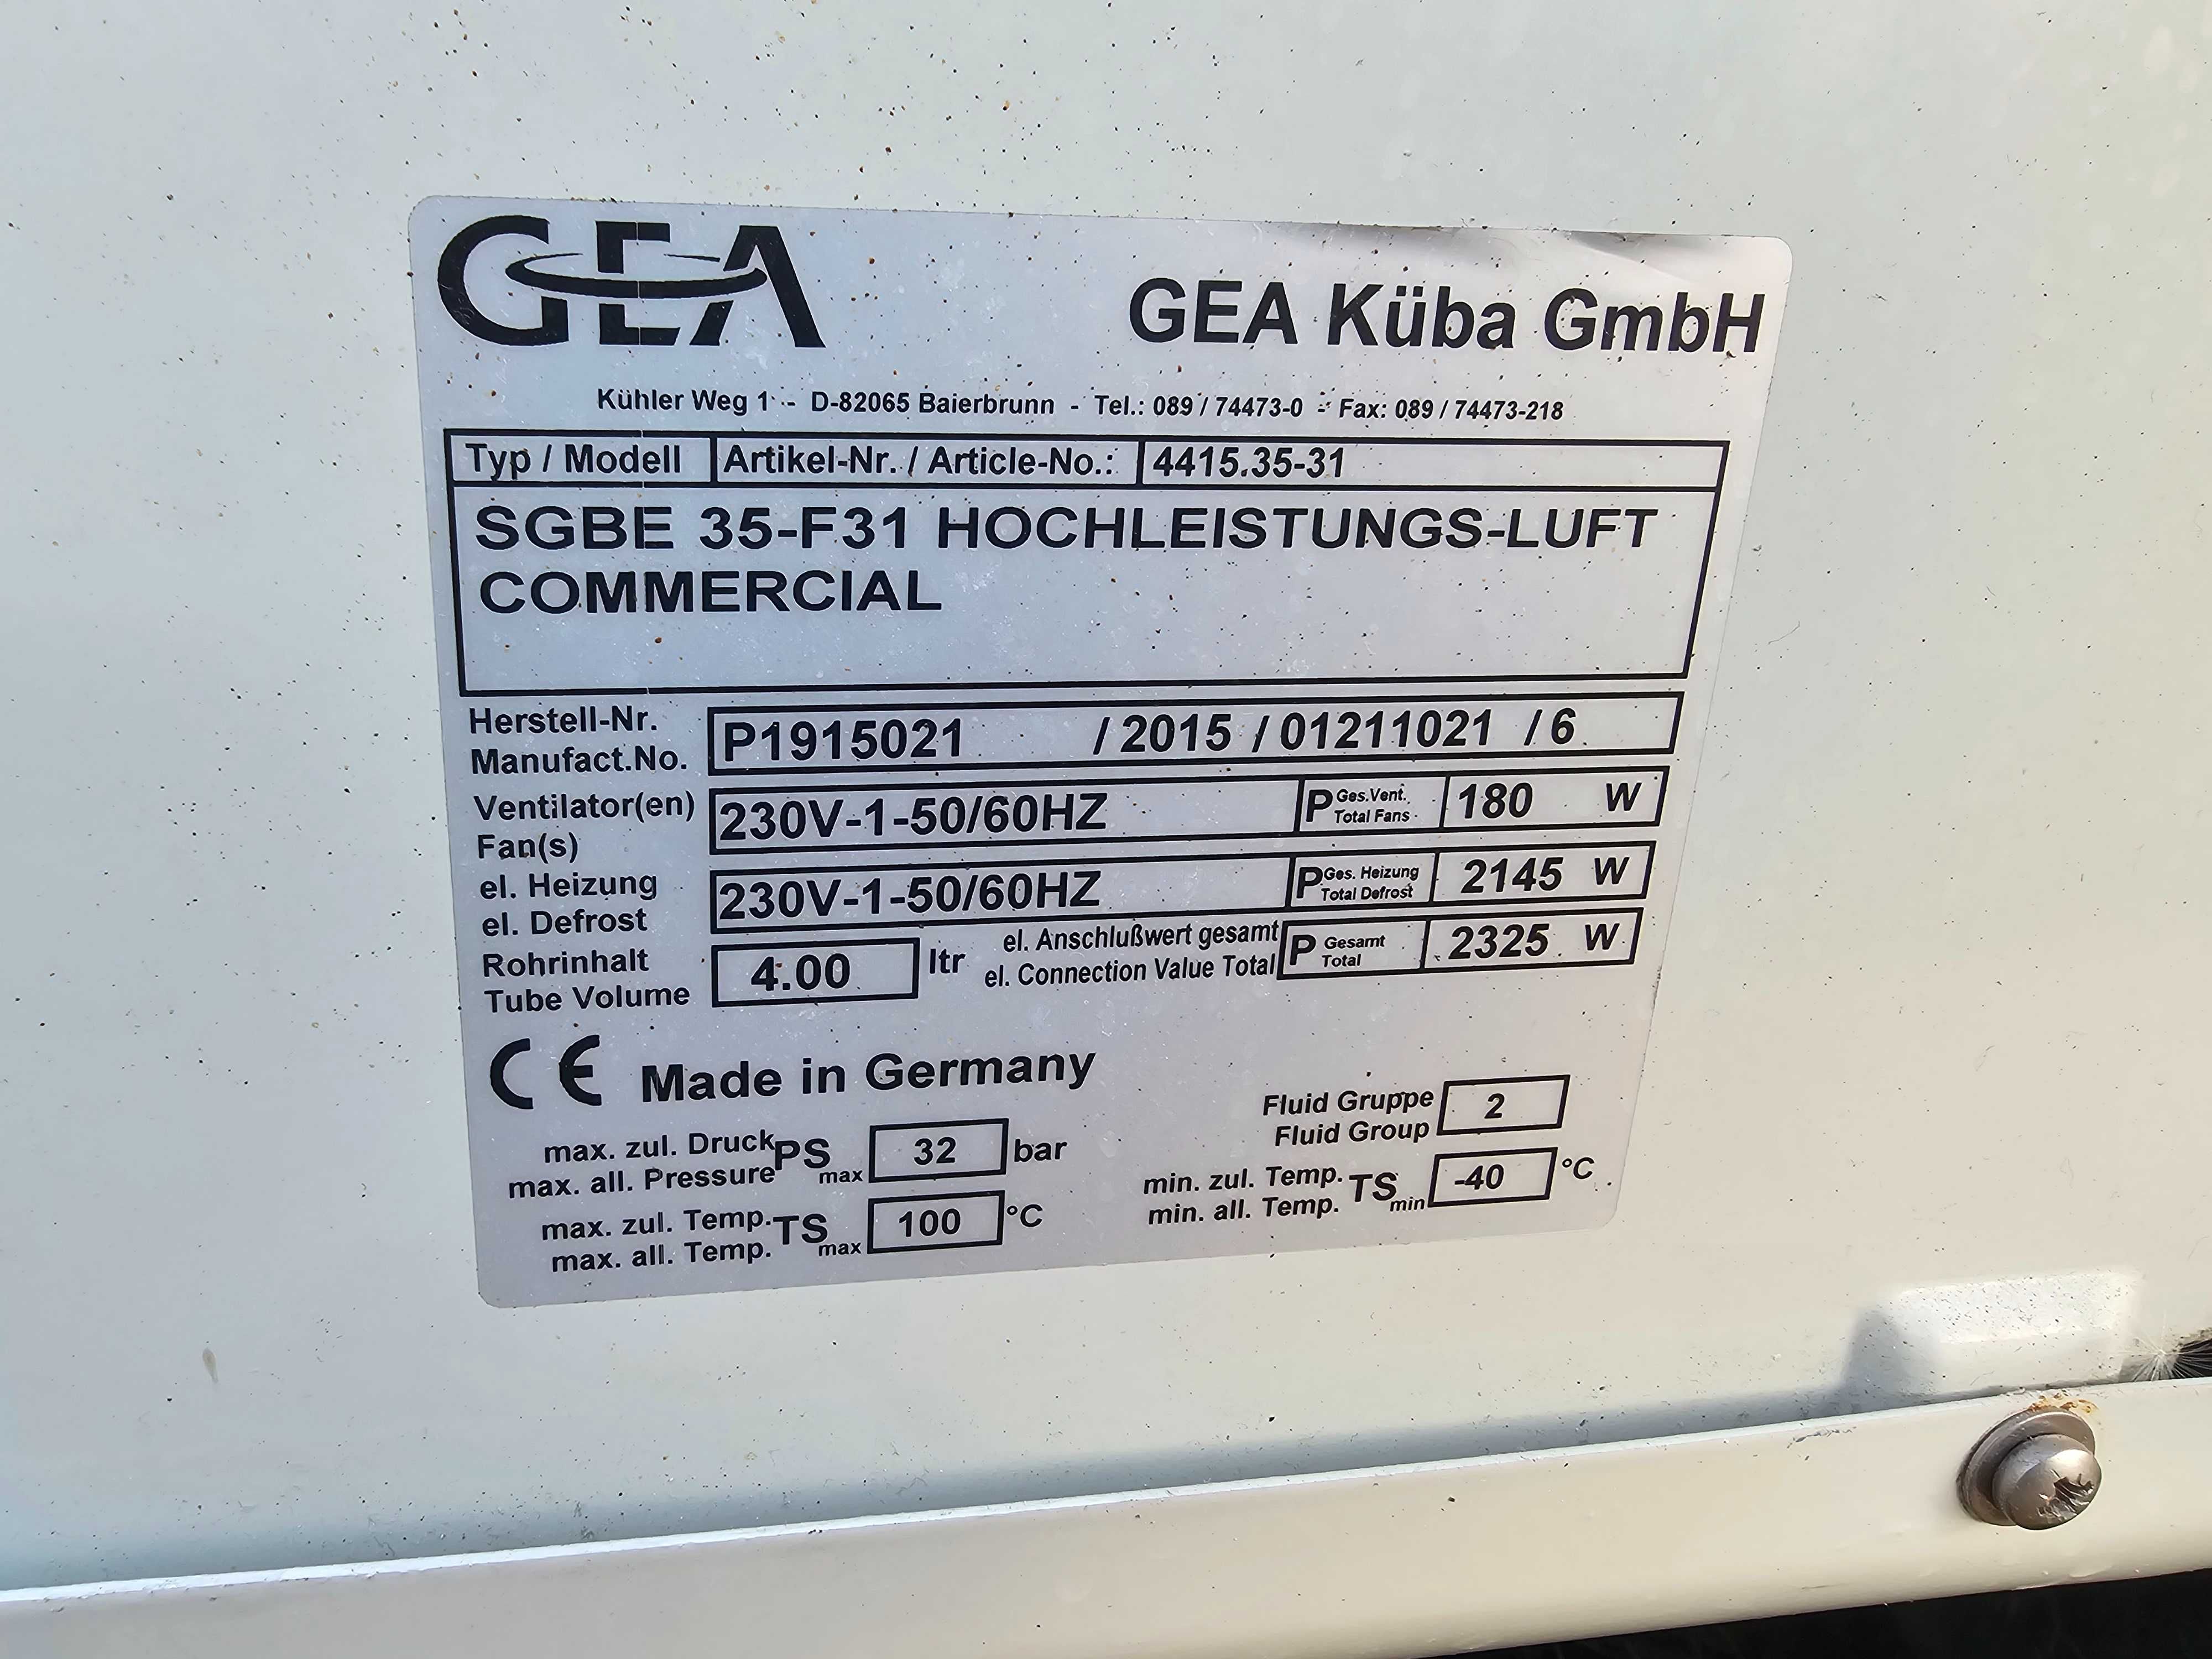 GEA
GEA Küba GmbH
Kühler Weg 1 - D-82065 Baierbrunn - Tel.: 089 / 74473-0 - Fax: 089 / 74473-218
Typ / Modell Artikel-Nr. / Article-No.: 4415.35-31
SGBE 35-F31 HOCHLEISTUNGS-LUFT
COMMERCIAL
Herstell-Nr.
Manufact.No.
P1915021 / 2015 / 01211021 / 6
Ventilator(en)
Fan(s)
230V-1-50/60HZ
P Ges.Vent.
Total Fans
180 W
el. Heizung
el. Defrost
230V-1-50/60HZ
P Ges. Heizung
Total Defrost
2145 W
Rohrinhalt
Tube Volume
4.00 ltr
el. Anschlußwert gesamt
el. Connection Value Total
P Gesamt
Total
2325 W
CE Made in Germany
Fluid Gruppe
Fluid Group
2
max. zul. Druck
max. all. Pressure
PS max 32 bar
min. zul. Temp.
min. all. Temp.
TS min -40 °C
max. zul. Temp.
max. all. Temp.
TS max 100 °C